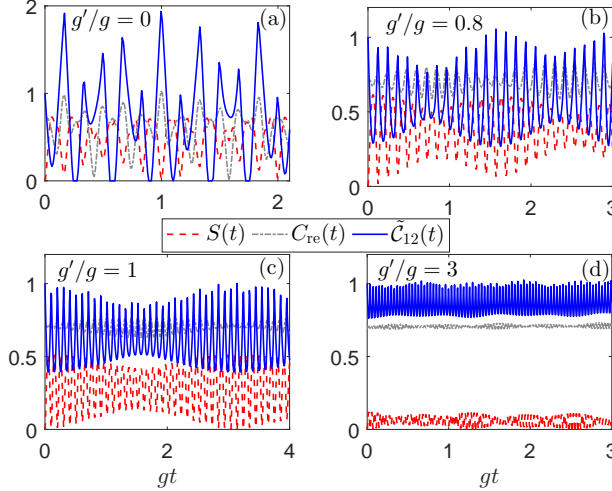 g′/g = 0 (a)
g′/g = 0.8 (b)
2
1
0
0 1 2
1
0.5
0
0 1 2 3
S(t) C_re(t) C̃_12(t)
g′/g = 1 (c)
g′/g = 3 (d)
1
0.5
0
0 2 4
gt
1
0.5
0
0 1 2 3
gt